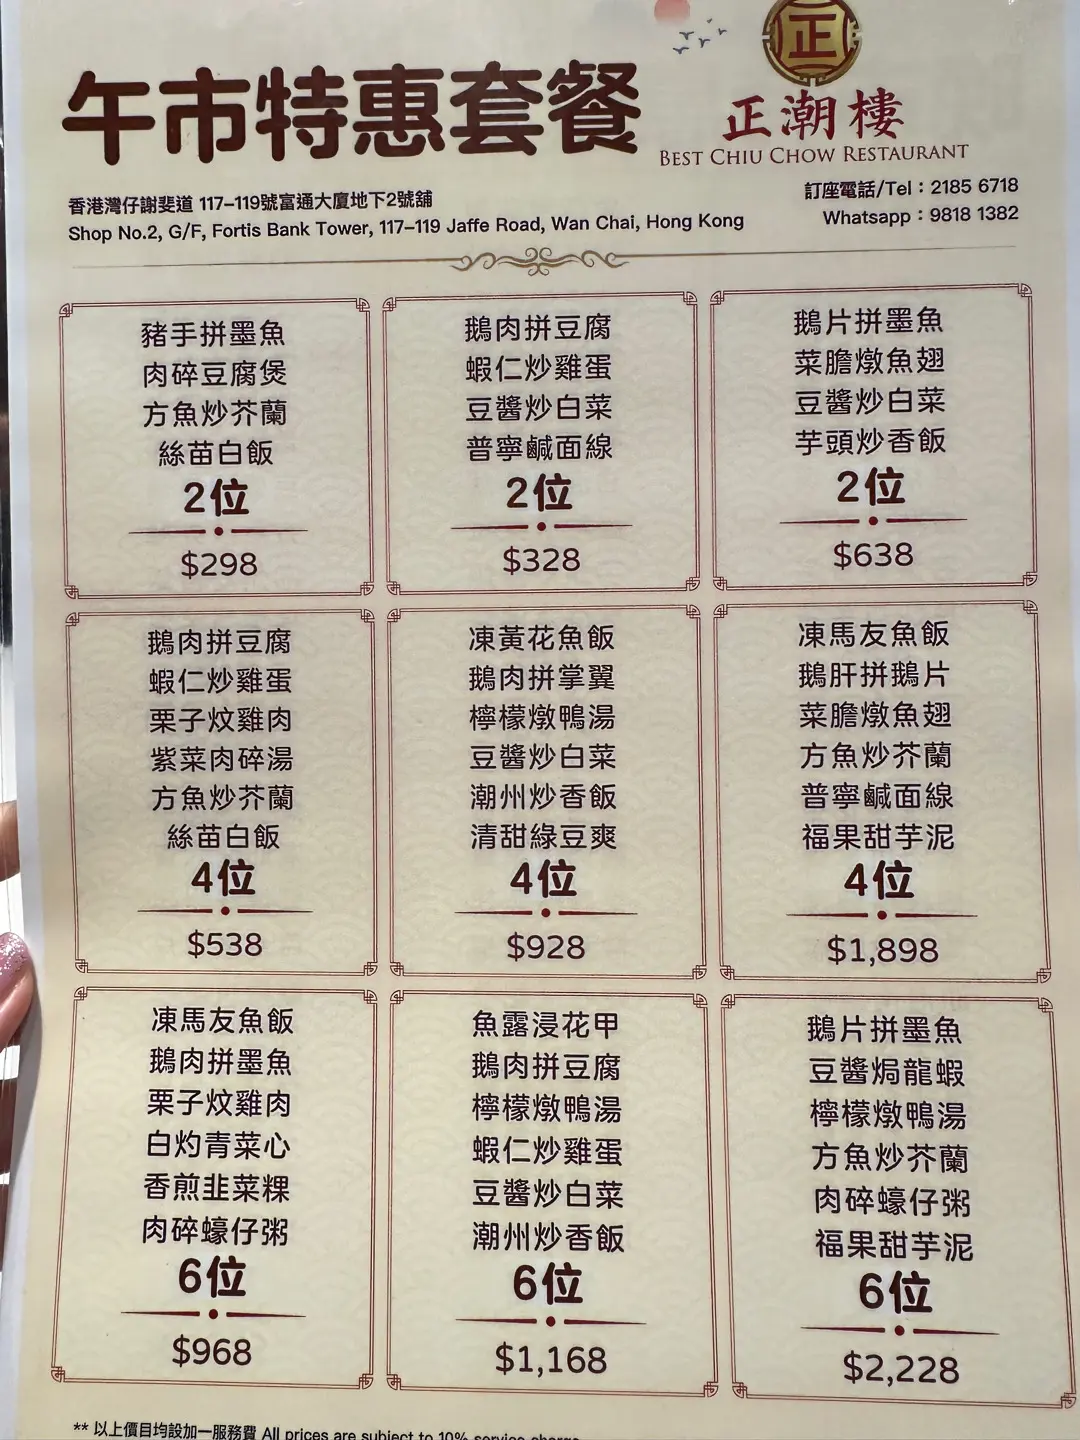 正
午市特惠套餐
正潮樓
BEST CHIU CHOW RESTAURANT
香港灣仔謝斐道 117-119號富通大廈地下2號舖
Shop No.2, G/F, Fortis Bank Tower, 117-119 Jaffe Road, Wan Chai, Hong Kong
訂座電話/Tel：2185 6718
Whatsapp：9818 1382
豬手拼墨魚
肉碎豆腐煲
方魚炒芥蘭
絲苗白飯
2位
$298
鵝肉拼豆腐
蝦仁炒雞蛋
豆醬炒白菜
普寧鹹面線
2位
$328
鵝片拼墨魚
菜膽燉魚翅
豆醬炒白菜
芋頭炒香飯
2位
$638
鵝肉拼豆腐
蝦仁炒雞蛋
栗子炆雞肉
紫菜肉碎湯
方魚炒芥蘭
絲苗白飯
4位
$538
凍黃花魚飯
鵝肉拼掌翼
檸檬燉鴨湯
豆醬炒白菜
潮州炒香飯
清甜綠豆爽
4位
$928
凍馬友魚飯
鵝肝拼鵝片
菜膽燉魚翅
方魚炒芥蘭
普寧鹹面線
福果甜芋泥
4位
$1,898
凍馬友魚飯
鵝肉拼墨魚
栗子炆雞肉
白灼青菜心
香煎韭菜粿
肉碎蠔仔粥
6位
$968
魚露浸花甲
鵝肉拼豆腐
檸檬燉鴨湯
蝦仁炒雞蛋
豆醬炒白菜
潮州炒香飯
6位
$1,168
鵝片拼墨魚
豆醬焗龍蝦
檸檬燉鴨湯
方魚炒芥蘭
肉碎蠔仔粥
福果甜芋泥
6位
$2,228
** 以上價目均設加一服務費 All prices are subject to 10% service charge